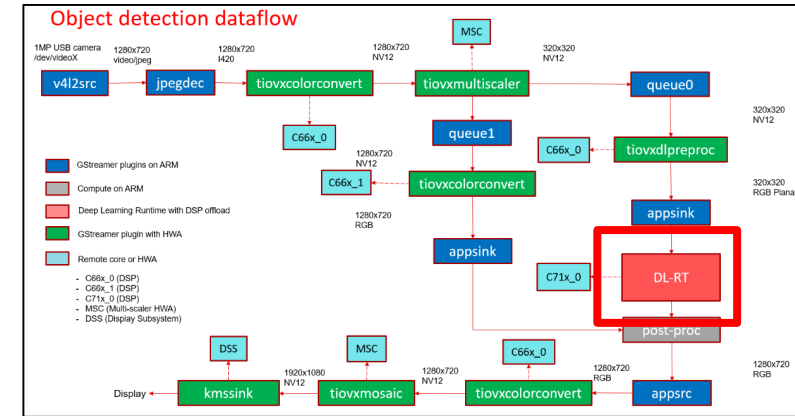 Object detection dataflow
1MP USB camera
/dev/videoX
1280x720
video/jpeg
1280x720
I420
1280x720
NV12
MSC
320x320
NV12
v4l2src
jpegdec
tiovxcolorconvert
tiovxmultiscaler
queue0
320x320
NV12
C66x_0
queue1
C66x_0
tiovxdlpreproc
1280x720
NV12
C66x_1
tiovxcolorconvert
320x320
RGB Plana
1280x720
RGB
appsink
appsink
C71x_0
DL-RT
post-proc
GStreamer plugins on ARM
Compute on ARM
Deep Learning Runtime with DSP offload
GStreamer plugin with HWA
Remote core or HWA
- C66x_0 (DSP)
- C66x_1 (DSP)
- C71x_0 (DSP)
- MSC (Multi-scaler HWA)
- DSS (Display Subsystem)
DSS
MSC
C66x_0
1280x720
RGB
1920x1080
NV12
1280x720
NV12
1280x720
RGB
Display
kmssink
tiovxmosaic
tiovxcolorconvert
appsrc